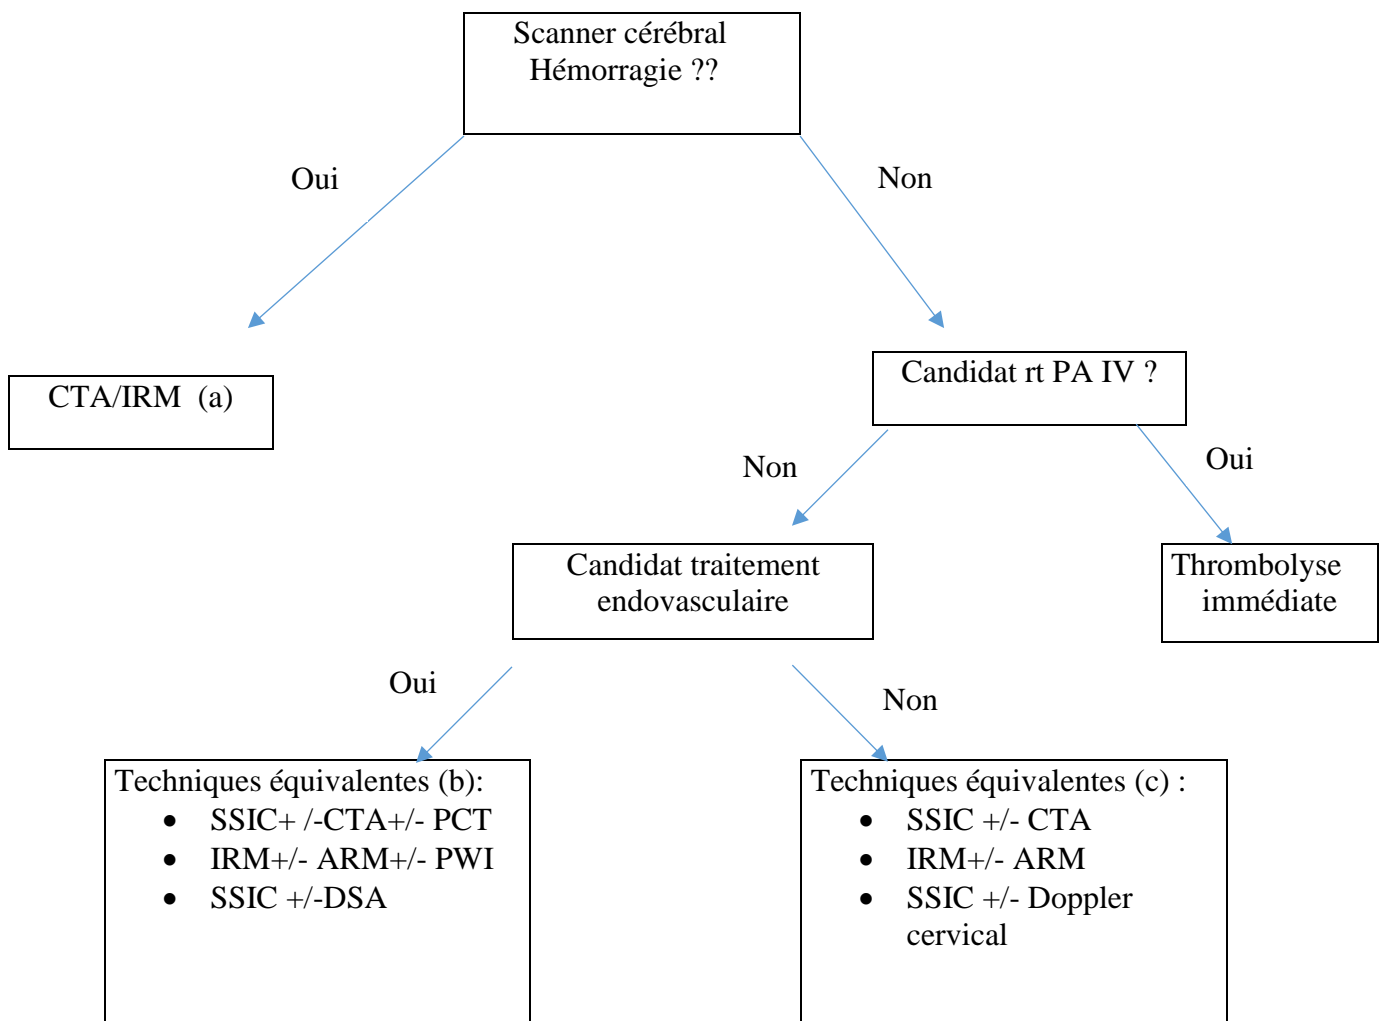 Scanner cérébral
Hémorragie ??
Oui
Non
CTA/IRM (a)
Candidat rt PA IV ?
Non
Oui
Candidat traitement
endovasculaire
Thrombolyse
immédiate
Oui
Non
Techniques équivalentes (b):
• SSIC+ /-CTA+/- PCT
• IRM+/- ARM+/- PWI
• SSIC +/-DSA
Techniques équivalentes (c) :
• SSIC +/- CTA
• IRM+/- ARM
• SSIC +/- Doppler
cervical